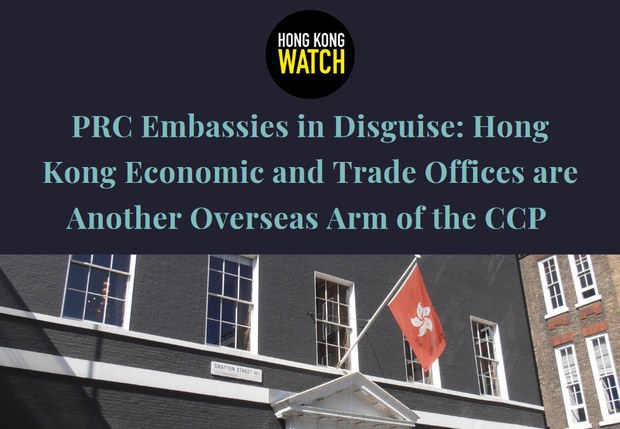 HONG KONG
WATCH
PRC Embassies in Disguise: Hong
Kong Economic and Trade Offices are
Another Overseas Arm of the CCP
GRAFTON STREET W1